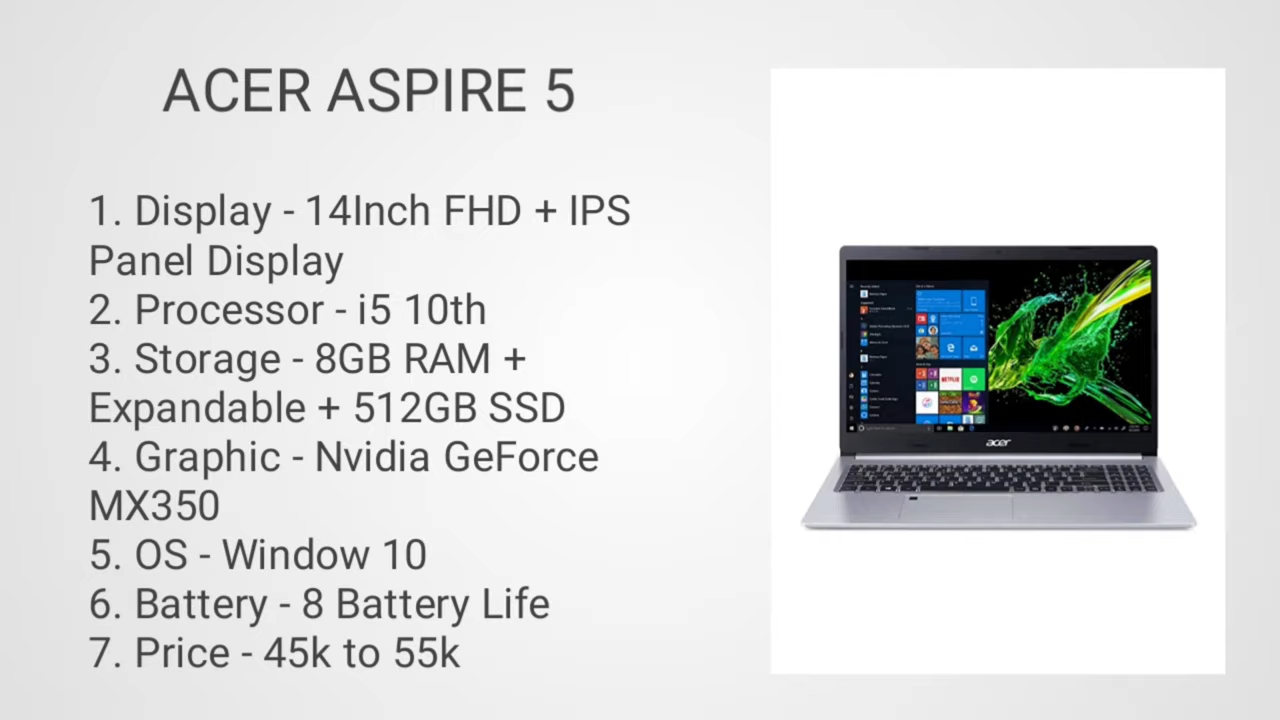 ACER ASPIRE 5
1. Display - 14Inch FHD + IPS
Panel Display
2. Processor - i5 10th
3. Storage - 8GB RAM +
Expandable + 512GB SSD
4. Graphic - Nvidia GeForce
MX350
5. OS - Window 10
6. Battery - 8 Battery Life
7. Price - 45k to 55k
NETFLIX
acer